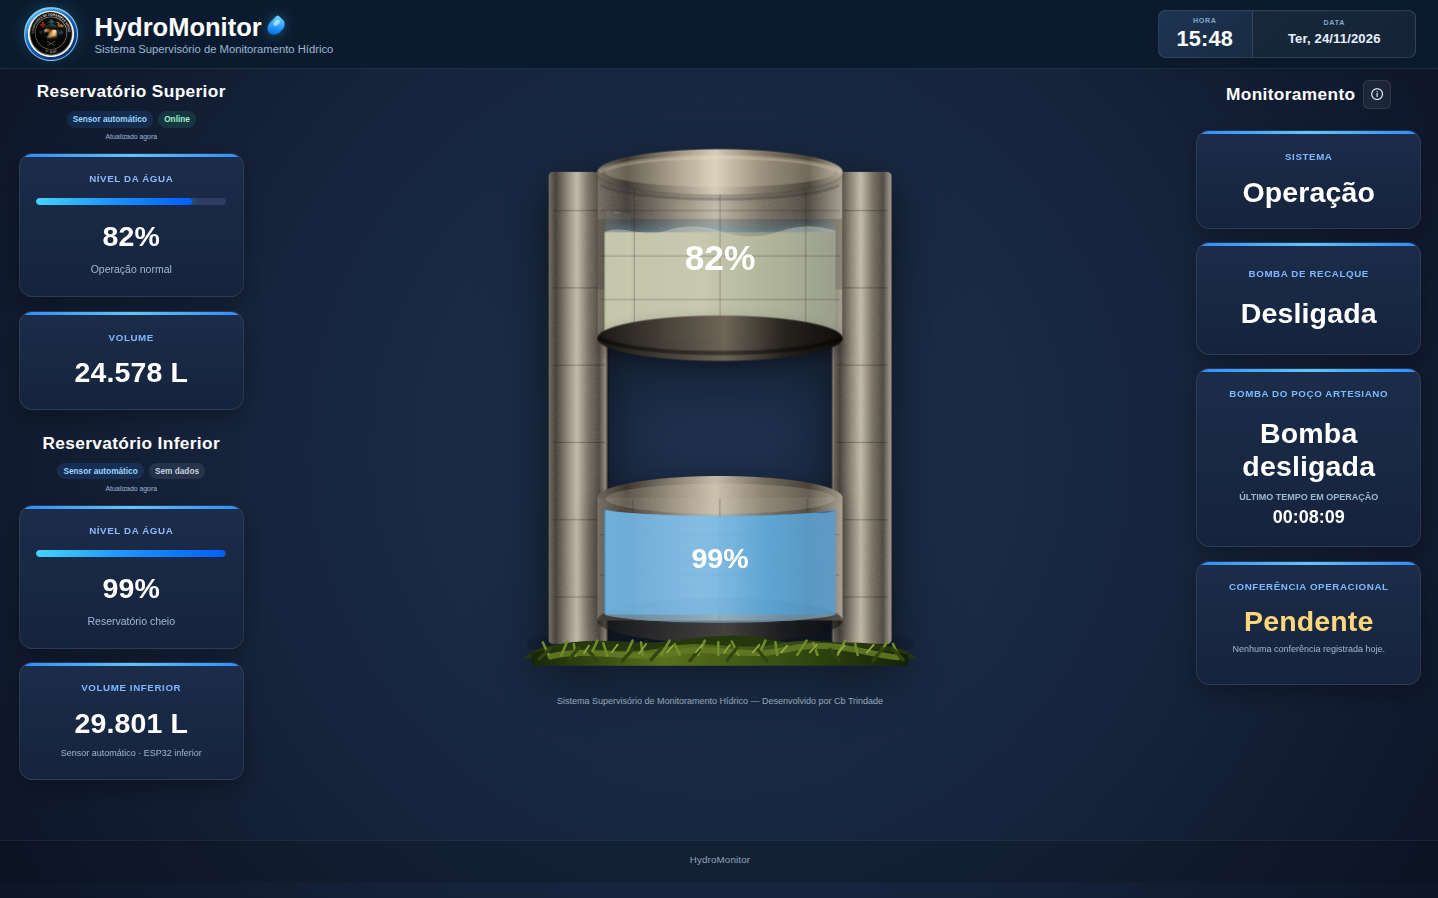 HydroMonitor
Sistema Supervisório de Monitoramento Hídrico
HORA
15:48
DATA
Ter, 24/11/2026
Reservatório Superior
Sensor automático
Online
Atualizado agora
NÍVEL DA ÁGUA
82%
Operação normal
VOLUME
24.578 L
Reservatório Inferior
Sensor automático
Sem dados
Atualizado agora
NÍVEL DA ÁGUA
99%
Reservatório cheio
VOLUME INFERIOR
29.801 L
Sensor automático · ESP32 inferior
82%
99%
Sistema Supervisório de Monitoramento Hídrico — Desenvolvido por Cb Trindade
Monitoramento
SISTEMA
Operação
BOMBA DE RECALQUE
Desligada
BOMBA DO POÇO ARTESIANO
Bomba
desligada
ÚLTIMO TEMPO EM OPERAÇÃO
00:08:09
CONFERÊNCIA OPERACIONAL
Pendente
Nenhuma conferência registrada hoje.
HydroMonitor